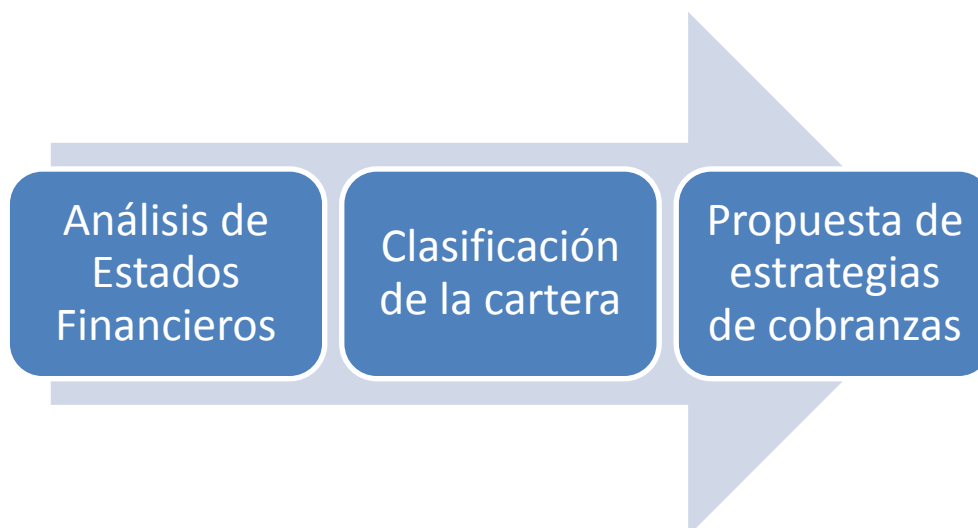 Análisis de
Estados
Financieros
Clasificación
de la cartera
Propuesta de
estrategias
de cobranzas